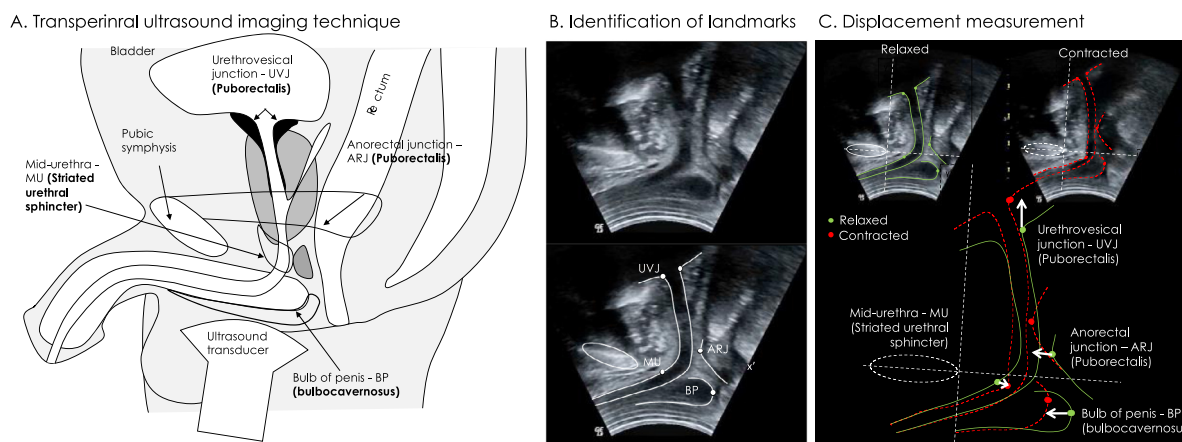 A. Transperinral ultrasound imaging technique
Bladder
Urethrovesical
junction - UVJ
(Puborectalis)
Rectum
Pubic
symphysis
Anorectal junction –
ARJ (Puborectalis)
Mid-urethra -
MU (Striated
urethral
sphincter)
Ultrasound
transducer
Bulb of penis - BP
(bulbocavernosus)
B. Identification of landmarks
UVJ
MU
ARJ
x'
BP
C. Displacement measurement
Relaxed
Contracted
Relaxed
Contracted
Urethrovesical
junction - UVJ
(Puborectalis)
Mid-urethra - MU
(Striated urethral
sphincter)
Anorectal
junction – ARJ
(Puborectalis)
Bulb of penis - BP
(bulbocavernosus)